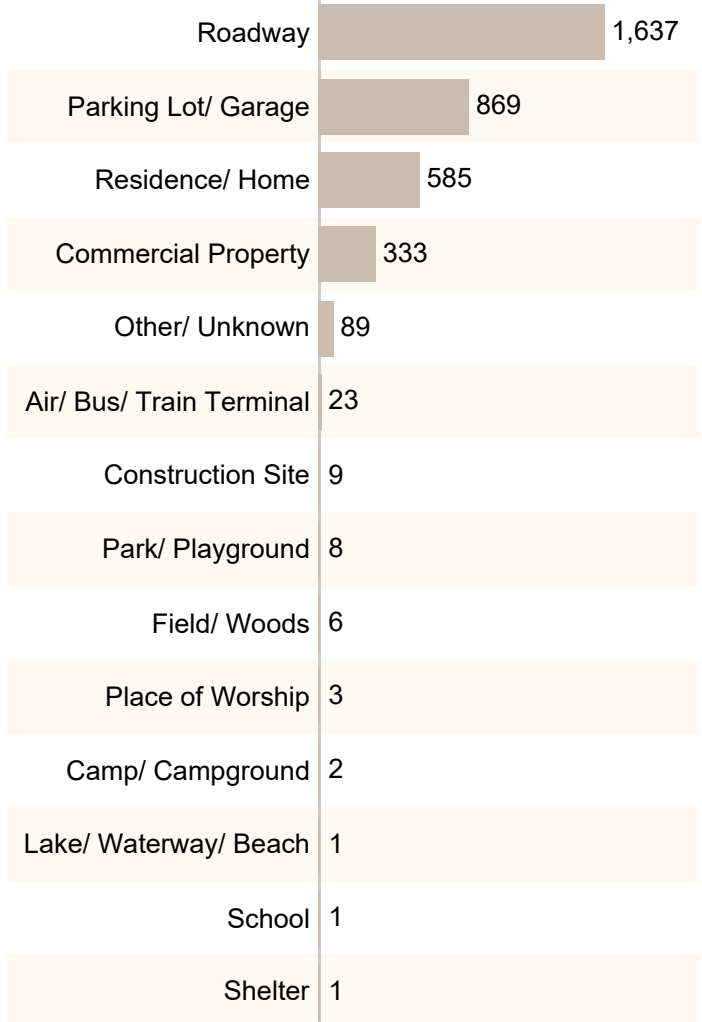 Roadway 1,637
Parking Lot/ Garage 869
Residence/ Home 585
Commercial Property 333
Other/ Unknown 89
Air/ Bus/ Train Terminal 23
Construction Site 9
Park/ Playground 8
Field/ Woods 6
Place of Worship 3
Camp/ Campground 2
Lake/ Waterway/ Beach 1
School 1
Shelter 1